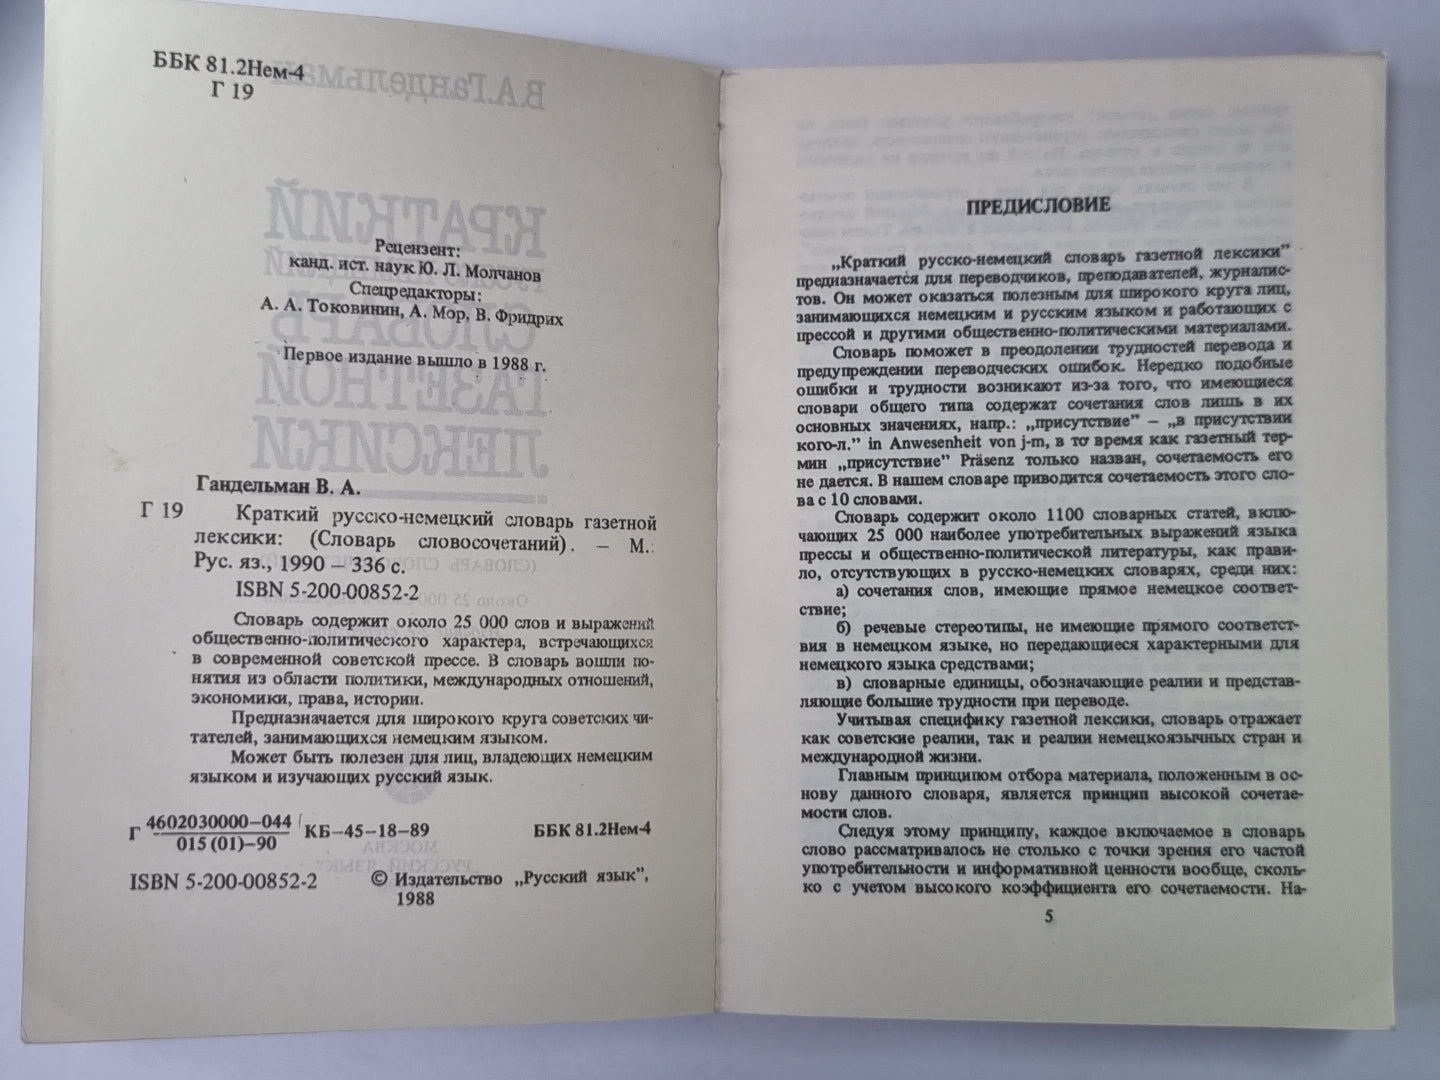 ББК 81.2Нем-4
Г 19
Рецензент:
канд. ист. наук Ю. Л. Молчанов
Спецредакторы:
А. А. Токовинин, А. Мор, В. Фридрих
Первое издание вышло в 1988 г.
Гандельман В. А.
Г 19 Краткий русско-немецкий словарь газетной
лексики: (Словарь словосочетаний). – М.:
Рус. яз., 1990 – 336 с.
ISBN 5-200-00852-2
Словарь содержит около 25 000 слов и выражений
общественно-политического характера, встречающихся
в современной советской прессе. В словарь вошли по-
нятия из области политики, международных отношений,
экономики, права, истории.
Предназначается для широкого круга советских чи-
тателей, занимающихся немецким языком.
Может быть полезен для лиц, владеющих немецким
языком и изучающих русский язык.
Г 4602030000–044 КБ–45–18–89 ББК 81.2Нем-4
015 (01)–90
ISBN 5-200-00852-2 © Издательство „Русский язык”,
1988
ПРЕДИСЛОВИЕ
„Краткий русско-немецкий словарь газетной лексики”
предназначается для переводчиков, преподавателей, журналис-
тов. Он может оказаться полезным для широкого круга лиц,
занимающихся немецким и русским языком и работающих с
прессой и другими общественно-политическими материалами.
Словарь поможет в преодолении трудностей перевода и
предупреждении переводческих ошибок. Нередко подобные
ошибки и трудности возникают из-за того, что имеющиеся
словари общего типа содержат сочетания слов лишь в их
основных значениях, напр.: „присутствие” – „в присутствии
кого-л.” in Anwesenheit von j-m, в то время как газетный тер-
мин „присутствие” Präsenz только назван, сочетаемость его
не дается. В нашем словаре приводится сочетаемость этого сло-
ва с 10 словами.
Словарь содержит около 1100 словарных статей, вклю-
чающих 25 000 наиболее употребительных выражений языка
прессы и общественно-политической литературы, как прави-
ло, отсутствующих в русско-немецких словарях, среди них:
а) сочетания слов, имеющие прямое немецкое соответ-
ствие;
б) речевые стереотипы, не имеющие прямого соответст-
вия в немецком языке, но передающиеся характерными для
немецкого языка средствами;
в) словарные единицы, обозначающие реалии и представ-
ляющие большие трудности при переводе.
Учитывая специфику газетной лексики, словарь отражает
как советские реалии, так и реалии немецкоязычных стран и
международной жизни.
Главным принципом отбора материала, положенным в ос-
нову данного словаря, является принцип высокой сочетае-
мости слов.
Следуя этому принципу, каждое включаемое в словарь
слово рассматривалось не столько с точки зрения его частой
употребительности и информативной ценности вообще, сколь-
ко с учетом высокого коэффициента его сочетаемости. На-
5